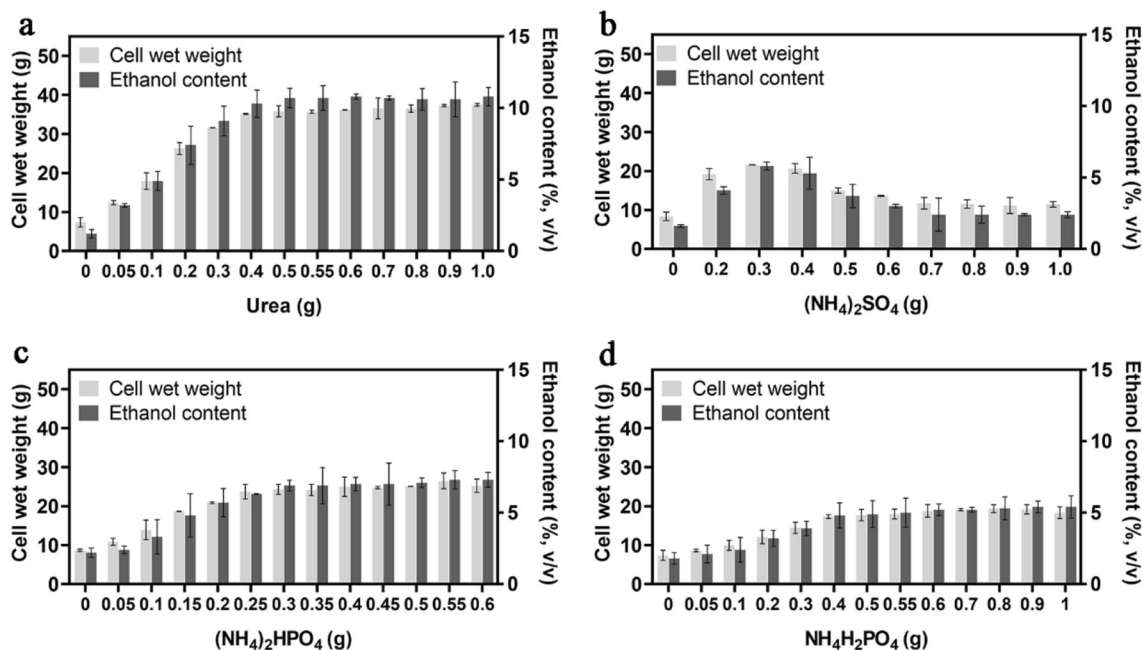 a
Cell wet weight (g)
50
40
30
20
10
0
Cell wet weight
Ethanol content
15
10
5
0
Ethanol content (%, v/v)
0 0.05 0.1 0.2 0.3 0.4 0.5 0.55 0.6 0.7 0.8 0.9 1.0
Urea (g)
b
Cell wet weight (g)
50
40
30
20
10
0
Cell wet weight
Ethanol content
15
10
5
0
Ethanol content (%, v/v)
0 0.2 0.3 0.4 0.5 0.6 0.7 0.8 0.9 1.0
(NH₄)₂SO₄ (g)
c
Cell wet weight (g)
50
40
30
20
10
0
Cell wet weight
Ethanol content
15
10
5
0
Ethanol content (%, v/v)
0 0.05 0.1 0.15 0.2 0.25 0.3 0.35 0.4 0.45 0.5 0.55 0.6
(NH₄)₂HPO₄ (g)
d
Cell wet weight (g)
50
40
30
20
10
0
Cell wet weight
Ethanol content
15
10
5
0
Ethanol content (%, v/v)
0 0.05 0.1 0.2 0.3 0.4 0.5 0.55 0.6 0.7 0.8 0.9 1
NH₄H₂PO₄ (g)